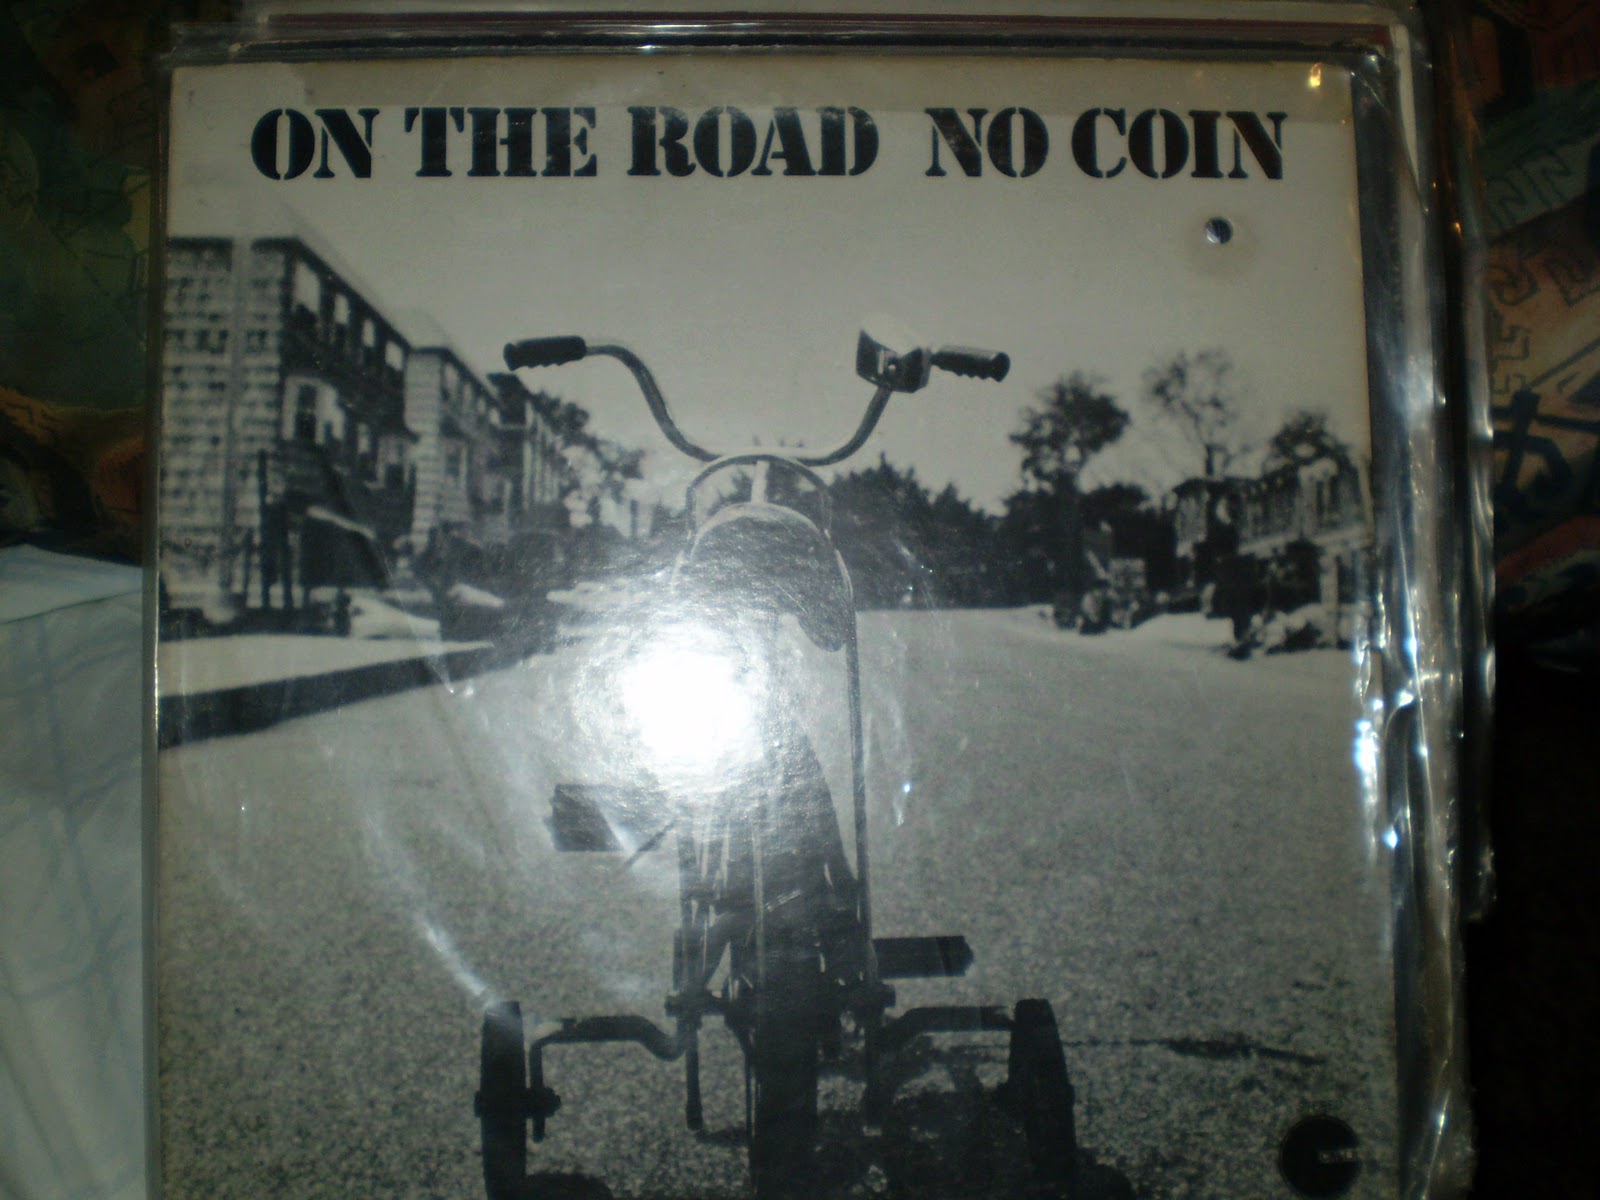 ON THE ROAD NO COIN